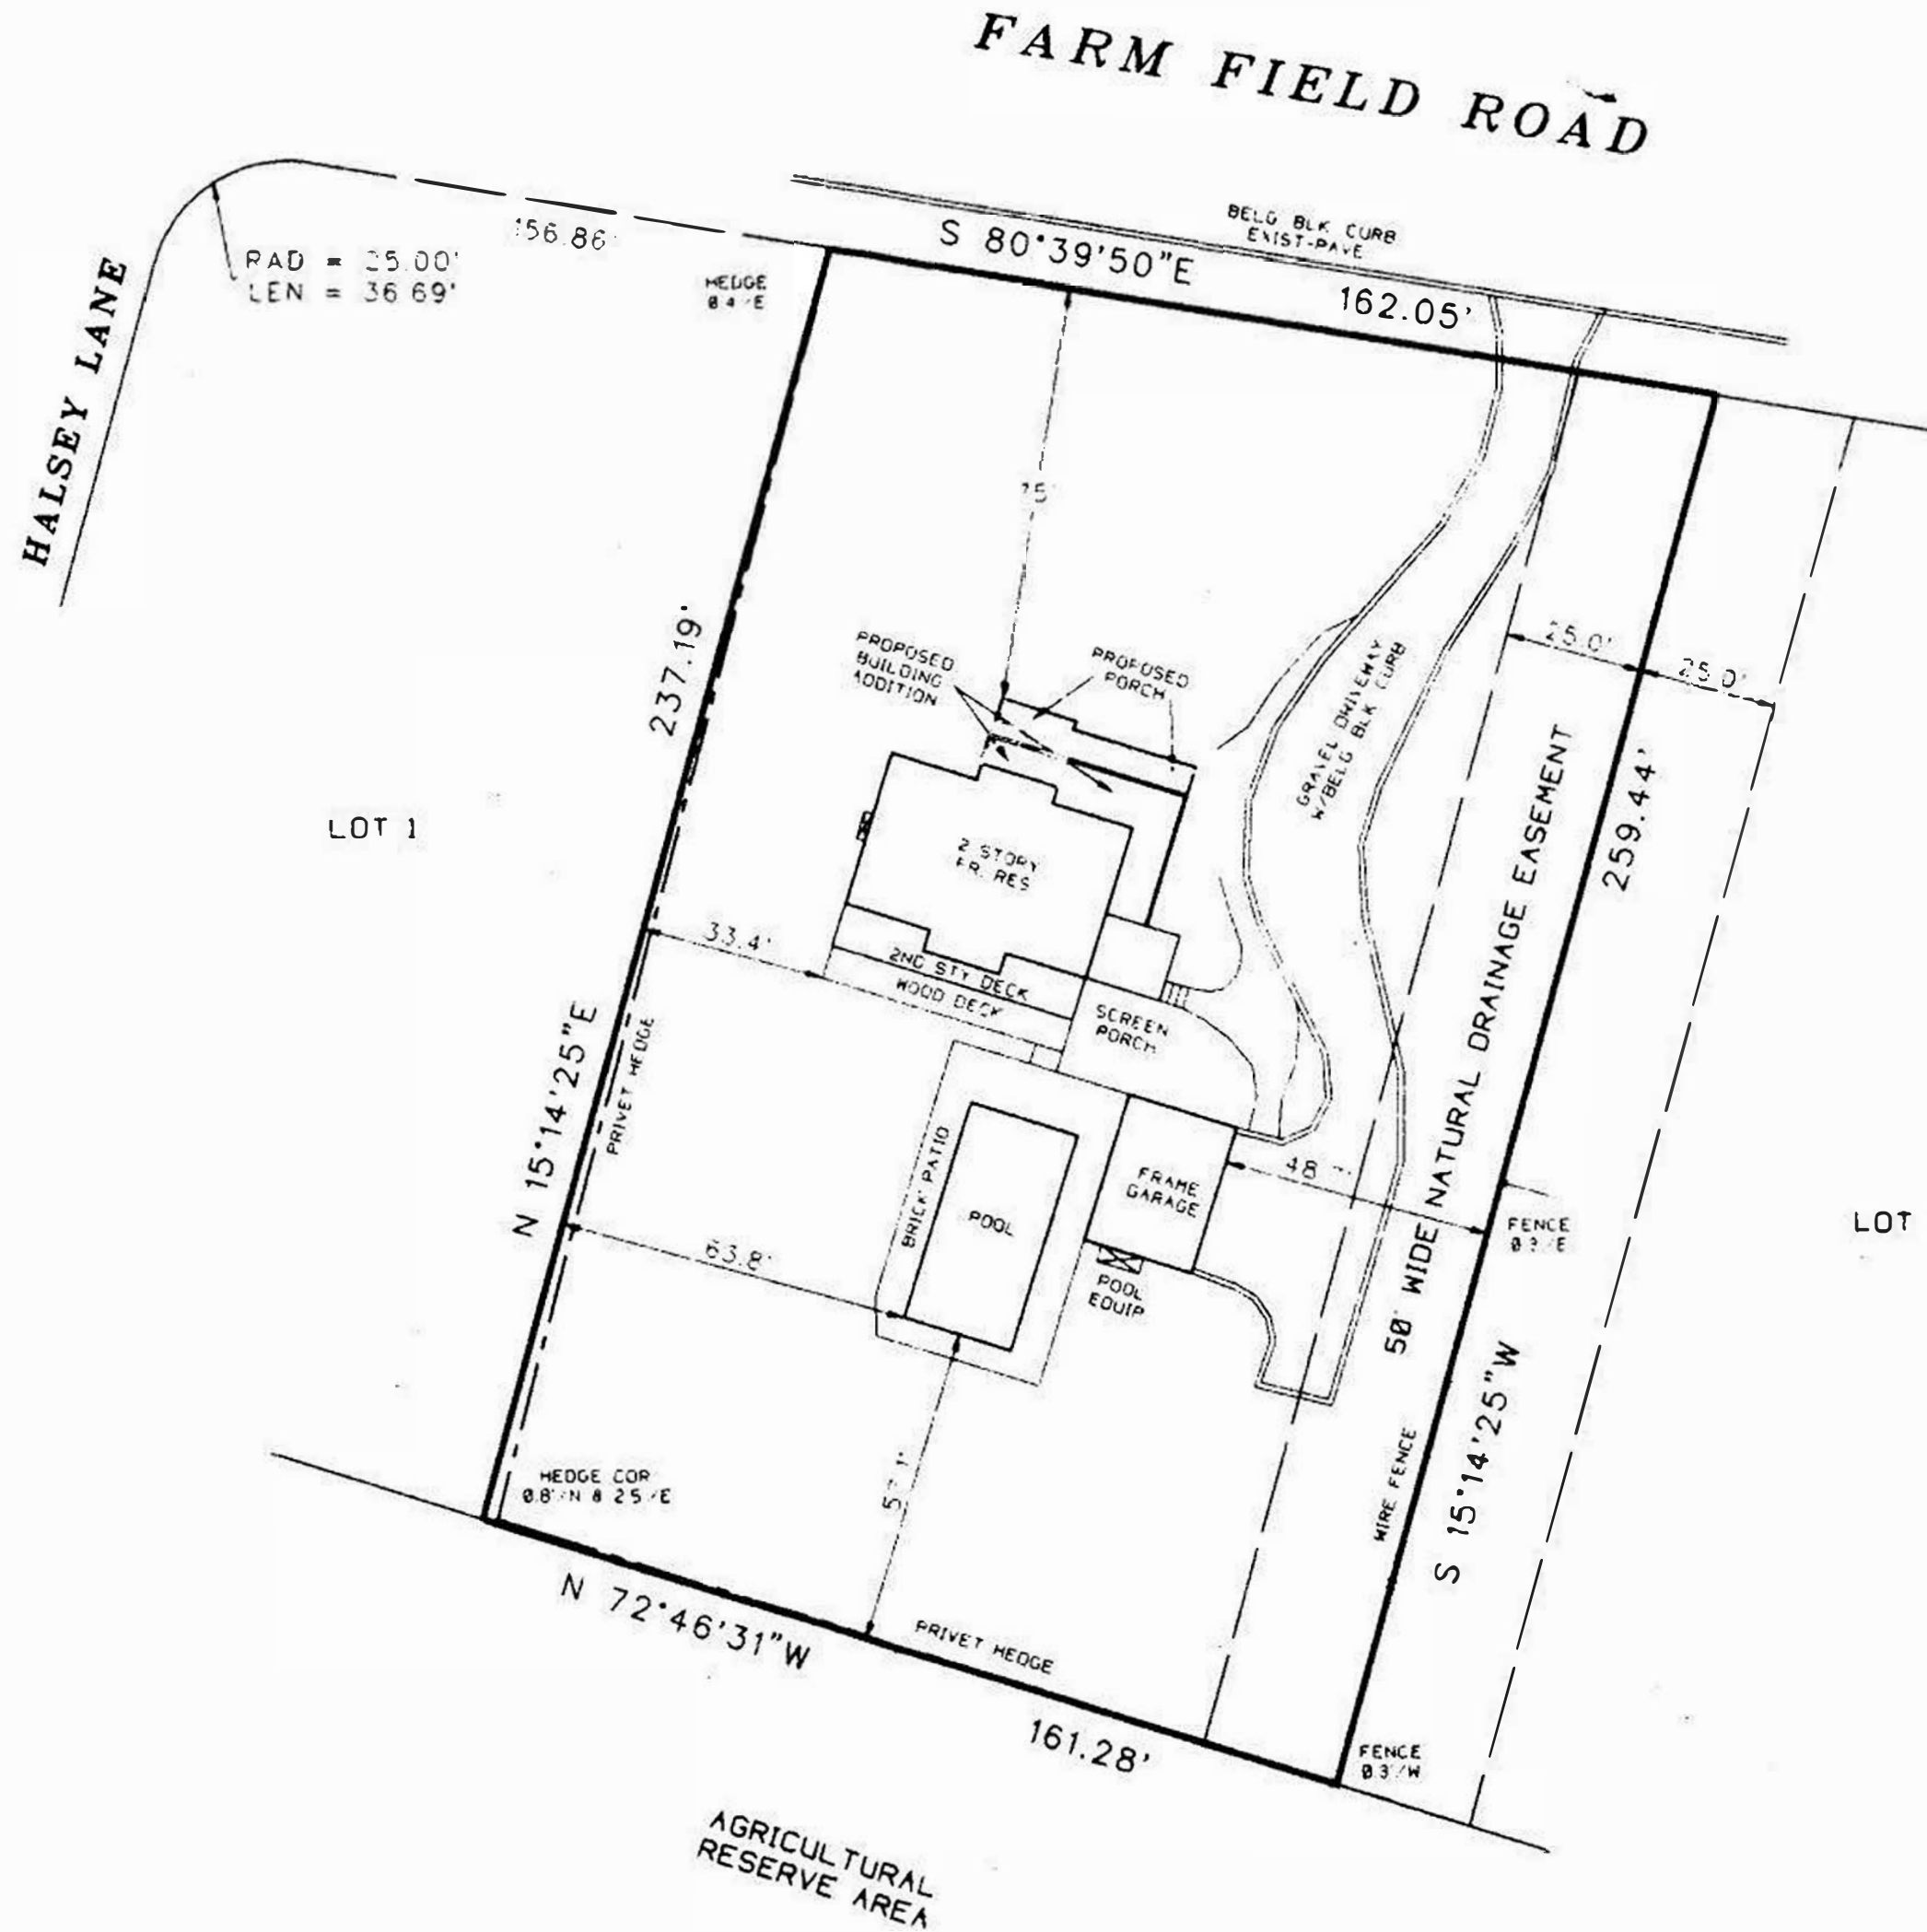 FARM FIELD ROAD
BELG BLK CURB
EXIST-PAVE
156.86'
S 80°39'50"E
162.05'
RAD = 25.00'
LEN = 36.69'
HALSEY LANE
HEDGE
237.19'
PROPOSED
BUILDING
ADDITION
PROPOSED
PORCH
25.0'
25.0'
GRAVEL DRIVEWAY
W/BELG BLK CURB
LOT 1
2 STORY
FR. RES
259.44'
33.4'
2ND STY DECK
WOOD DECK
SCREEN
PORCH
N 15°14'25"E
PRIVET HEDGE
BRICK PATIO
POOL
FRAME
GARAGE
48
50' WIDE NATURAL DRAINAGE EASEMENT
FENCE
LOT
63.8'
POOL
EQUIP
WIRE FENCE
S 15°14'25"W
HEDGE COR
N 72°46'31"W
PRIVET HEDGE
161.28'
FENCE
0.3'/W
AGRICULTURAL
RESERVE AREA